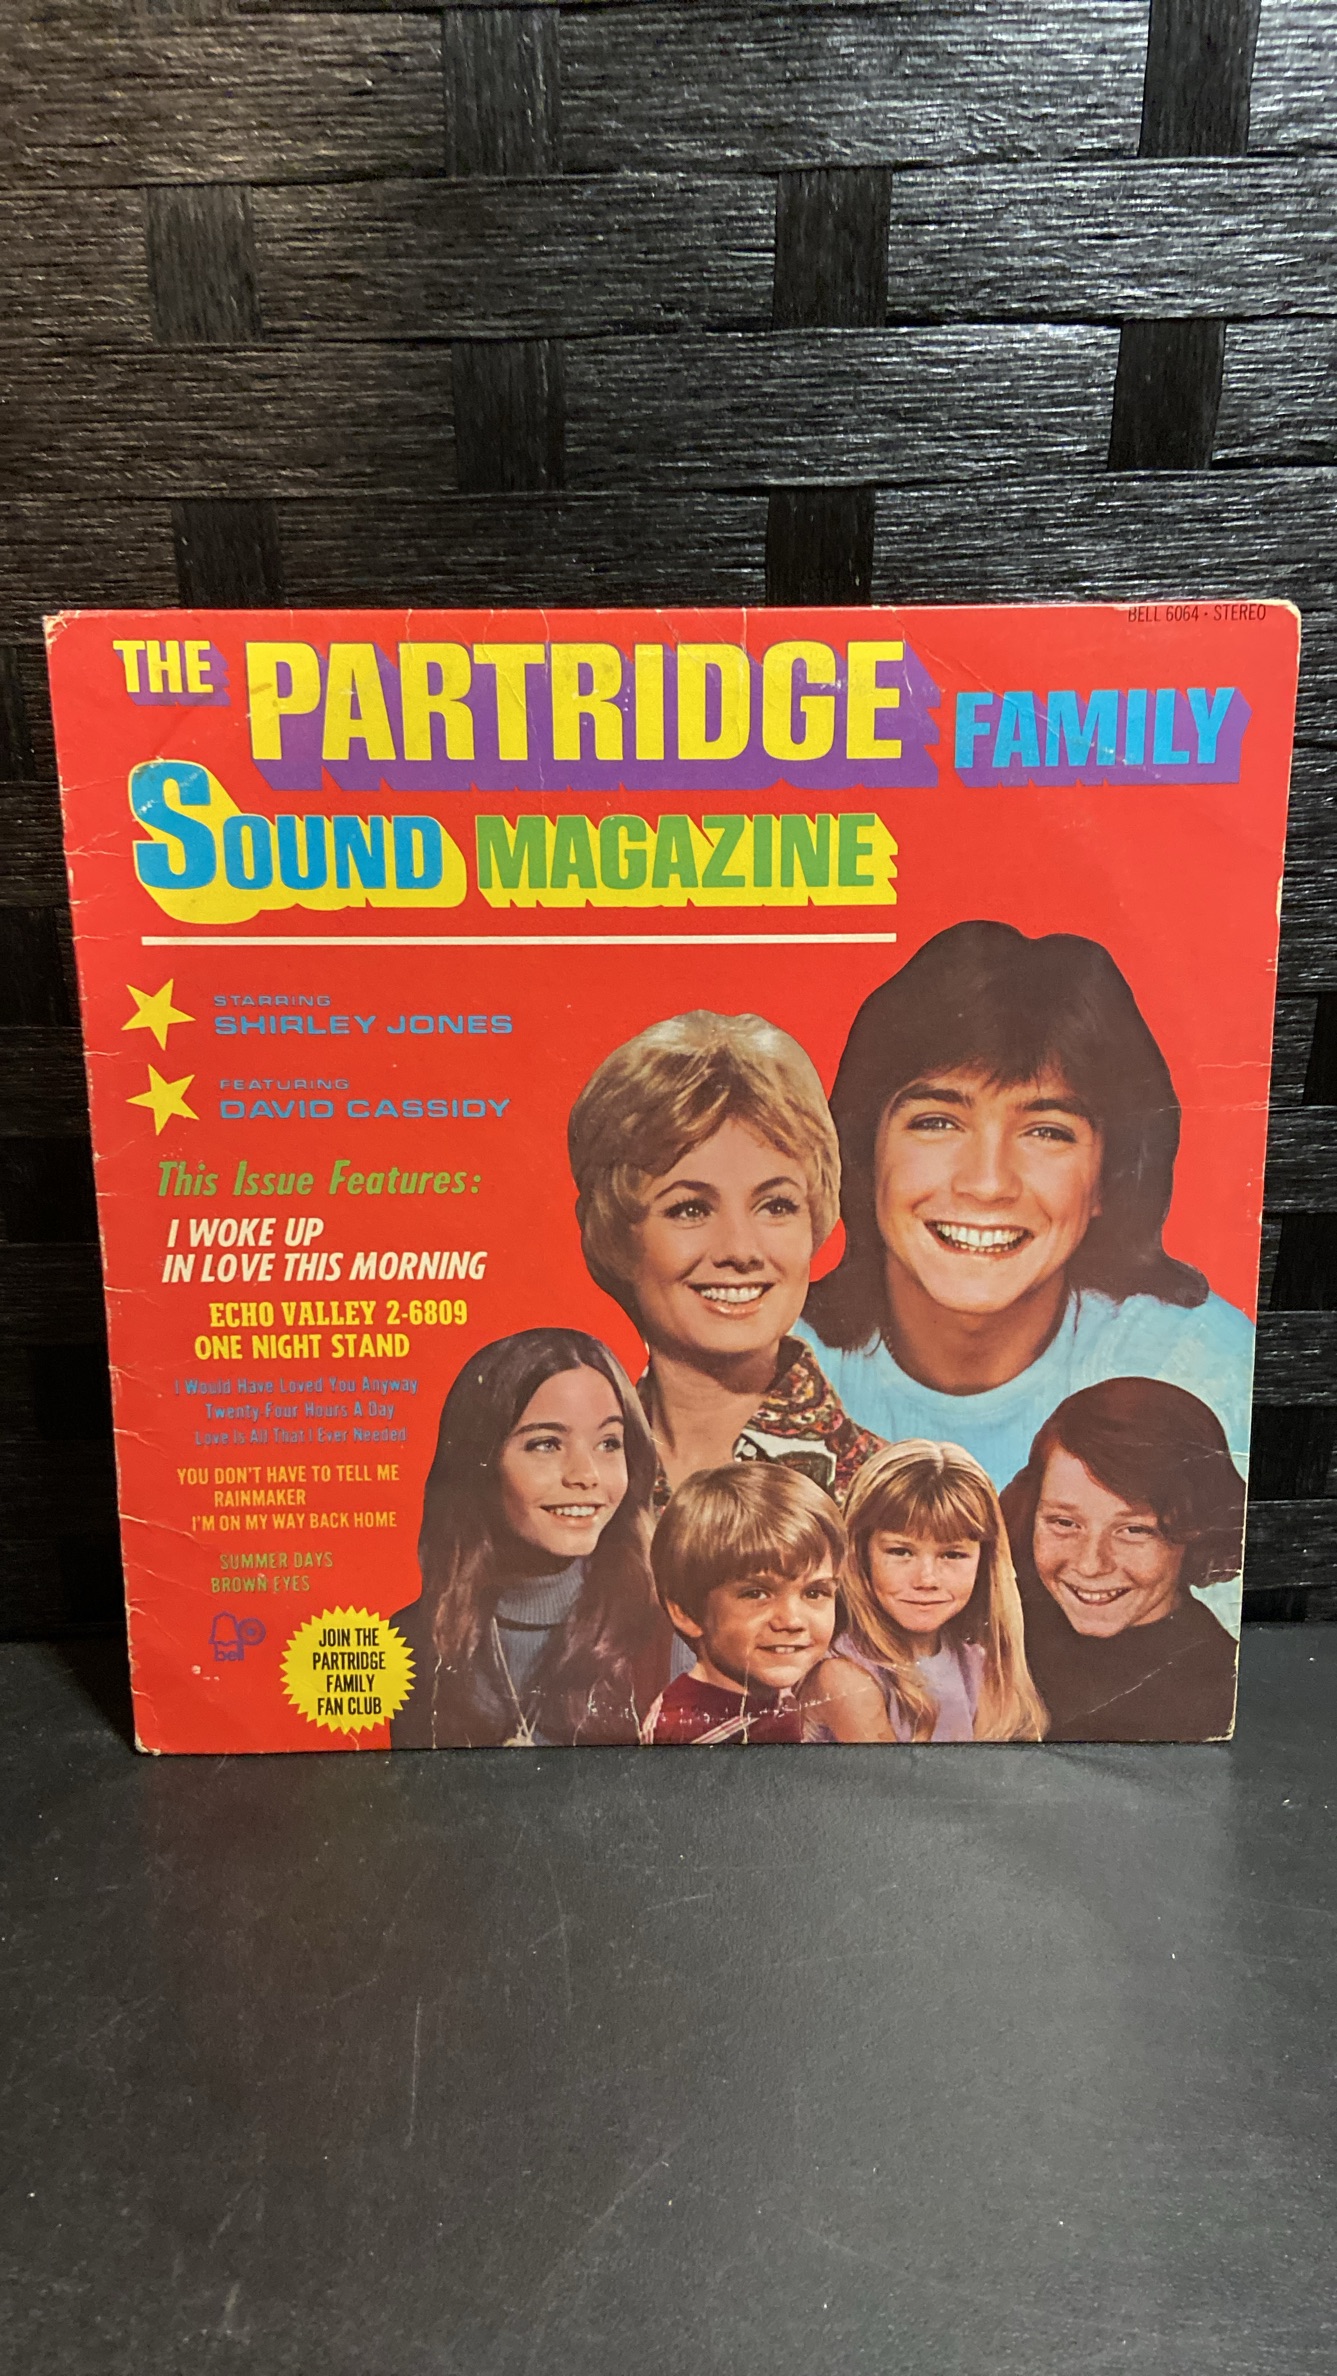 BELL 6064 · STEREO
THE PARTRIDGE FAMILY
SOUND MAGAZINE
STARRING
SHIRLEY JONES
FEATURING
DAVID CASSIDY
This Issue Features:
I WOKE UP
IN LOVE THIS MORNING
ECHO VALLEY 2-6809
ONE NIGHT STAND
I Would Have Loved You Anyway
Twenty-Four Hours A Day
Love Is All That I Ever Needed
YOU DON'T HAVE TO TELL ME
RAINMAKER
I'M ON MY WAY BACK HOME
SUMMER DAYS
BROWN EYES
bell
JOIN THE
PARTRIDGE
FAMILY
FAN CLUB